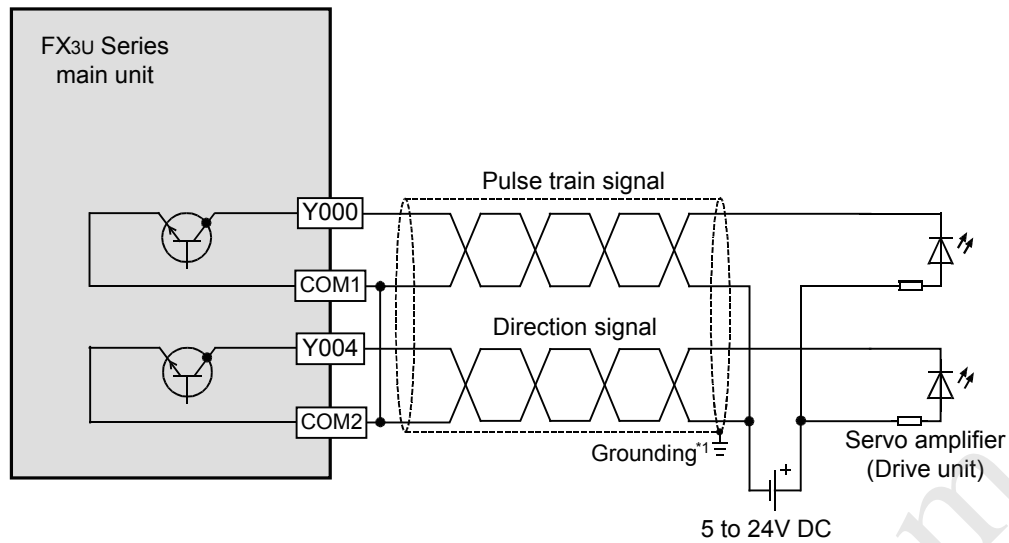 FX3U Series
main unit
Pulse train signal
Y000
COM1
Direction signal
Y004
COM2
Grounding*1
+
Servo amplifier
(Drive unit)
5 to 24V DC
m